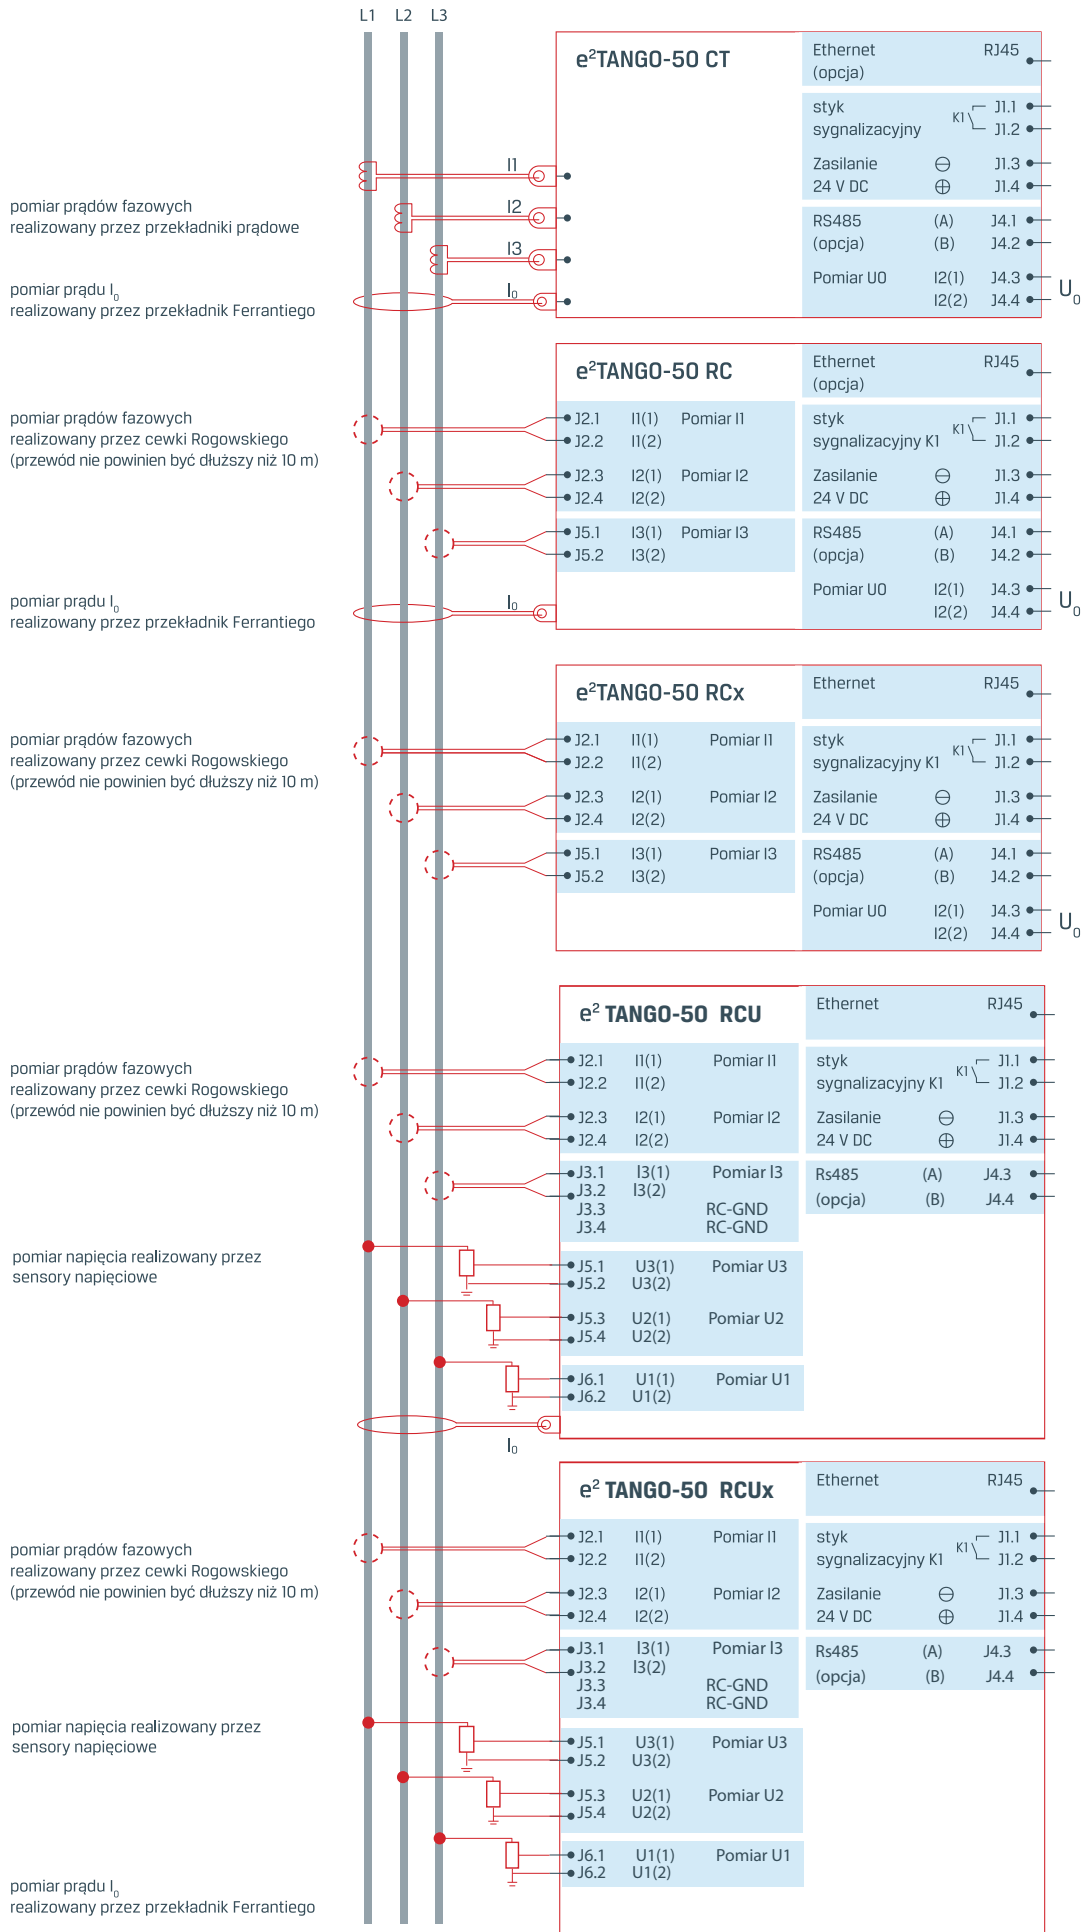 L1 L2 L3
e²TANGO-50 CT
Ethernet RJ45
(opcja)
styk K1 J1.1
sygnalizacyjny J1.2
Zasilanie ⊖ J1.3
24 V DC ⊕ J1.4
RS485 (A) J4.1
(opcja) (B) J4.2
Pomiar U0 I2(1) J4.3
I2(2) J4.4
U₀
I1
I2
I3
I₀
pomiar prądów fazowych
realizowany przez przekładniki prądowe
pomiar prądu I₀
realizowany przez przekładnik Ferrantiego
e²TANGO-50 RC
Ethernet RJ45
(opcja)
pomiar prądów fazowych
realizowany przez cewki Rogowskiego
(przewód nie powinien być dłuższy niż 10 m)
J2.1 I1(1) Pomiar I1
J2.2 I1(2)
J2.3 I2(1) Pomiar I2
J2.4 I2(2)
J5.1 I3(1) Pomiar I3
J5.2 I3(2)
styk K1 J1.1
sygnalizacyjny K1 J1.2
Zasilanie ⊖ J1.3
24 V DC ⊕ J1.4
RS485 (A) J4.1
(opcja) (B) J4.2
Pomiar U0 I2(1) J4.3
I2(2) J4.4
U₀
I₀
pomiar prądu I₀
realizowany przez przekładnik Ferrantiego
e²TANGO-50 RCx
Ethernet RJ45
pomiar prądów fazowych
realizowany przez cewki Rogowskiego
(przewód nie powinien być dłuższy niż 10 m)
J2.1 I1(1) Pomiar I1
J2.2 I1(2)
J2.3 I2(1) Pomiar I2
J2.4 I2(2)
J5.1 I3(1) Pomiar I3
J5.2 I3(2)
styk K1 J1.1
sygnalizacyjny K1 J1.2
Zasilanie ⊖ J1.3
24 V DC ⊕ J1.4
RS485 (A) J4.1
(opcja) (B) J4.2
Pomiar U0 I2(1) J4.3
I2(2) J4.4
U₀
e² TANGO-50 RCU
Ethernet RJ45
pomiar prądów fazowych
realizowany przez cewki Rogowskiego
(przewód nie powinien być dłuższy niż 10 m)
J2.1 I1(1) Pomiar I1
J2.2 I1(2)
J2.3 I2(1) Pomiar I2
J2.4 I2(2)
J3.1 I3(1) Pomiar I3
J3.2 I3(2)
J3.3 RC-GND
J3.4 RC-GND
styk K1 J1.1
sygnalizacyjny K1 J1.2
Zasilanie ⊖ J1.3
24 V DC ⊕ J1.4
Rs485 (A) J4.3
(opcja) (B) J4.4
pomiar napięcia realizowany przez
sensory napięciowe
J5.1 U3(1) Pomiar U3
J5.2 U3(2)
J5.3 U2(1) Pomiar U2
J5.4 U2(2)
J6.1 U1(1) Pomiar U1
J6.2 U1(2)
I₀
e² TANGO-50 RCUx
Ethernet RJ45
pomiar prądów fazowych
realizowany przez cewki Rogowskiego
(przewód nie powinien być dłuższy niż 10 m)
J2.1 I1(1) Pomiar I1
J2.2 I1(2)
J2.3 I2(1) Pomiar I2
J2.4 I2(2)
J3.1 I3(1) Pomiar I3
J3.2 I3(2)
J3.3 RC-GND
J3.4 RC-GND
styk K1 J1.1
sygnalizacyjny K1 J1.2
Zasilanie ⊖ J1.3
24 V DC ⊕ J1.4
Rs485 (A) J4.3
(opcja) (B) J4.4
pomiar napięcia realizowany przez
sensory napięciowe
J5.1 U3(1) Pomiar U3
J5.2 U3(2)
J5.3 U2(1) Pomiar U2
J5.4 U2(2)
J6.1 U1(1) Pomiar U1
J6.2 U1(2)
pomiar prądu I₀
realizowany przez przekładnik Ferrantiego